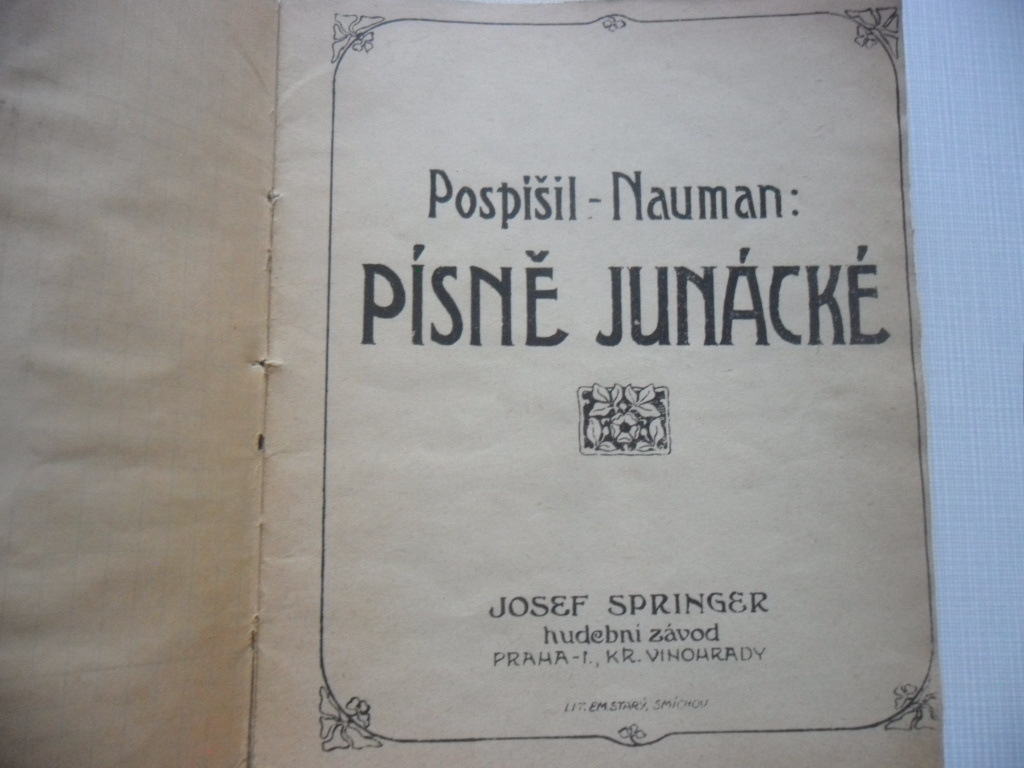 Pospíšil - Nauman:
PÍSNĚ JUNÁCKÉ
JOSEF SPRINGER
hudební závod
PRAHA-I., KR. VINOHRADY
LIT. EM. STARÝ, SMÍCHOV